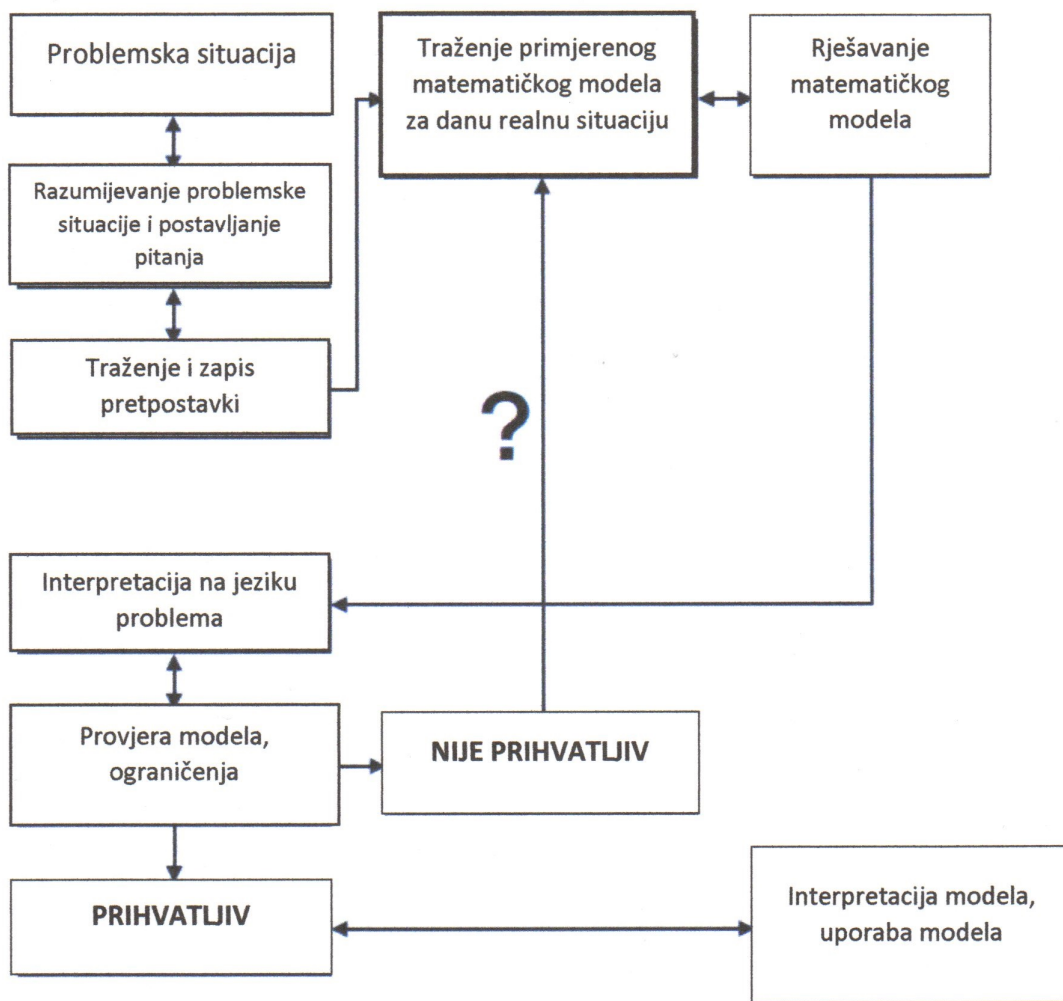 Problemska situacija
Razumijevanje problemske
situacije i postavljanje
pitanja
Traženje i zapis
pretpostavki
Traženje primjerenog
matematičkog modela
za danu realnu situaciju
Rješavanje
matematičkog
modela
?
Interpretacija na jeziku
problema
Provjera modela,
ograničenja
NIJE PRIHVATLJIV
PRIHVATLJIV
Interpretacija modela,
uporaba modela